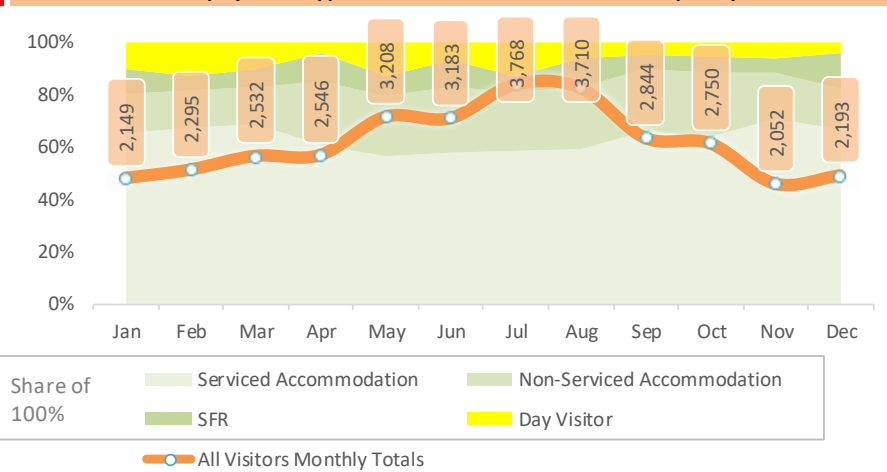 100%
80%
60%
40%
20%
0%
2,149
2,295
2,532
2,546
3,208
3,183
3,768
3,710
2,844
2,750
2,052
2,193
Jan Feb Mar Apr May Jun Jul Aug Sep Oct Nov Dec
Share of
100%
Serviced Accommodation
Non-Serviced Accommodation
SFR
Day Visitor
All Visitors Monthly Totals